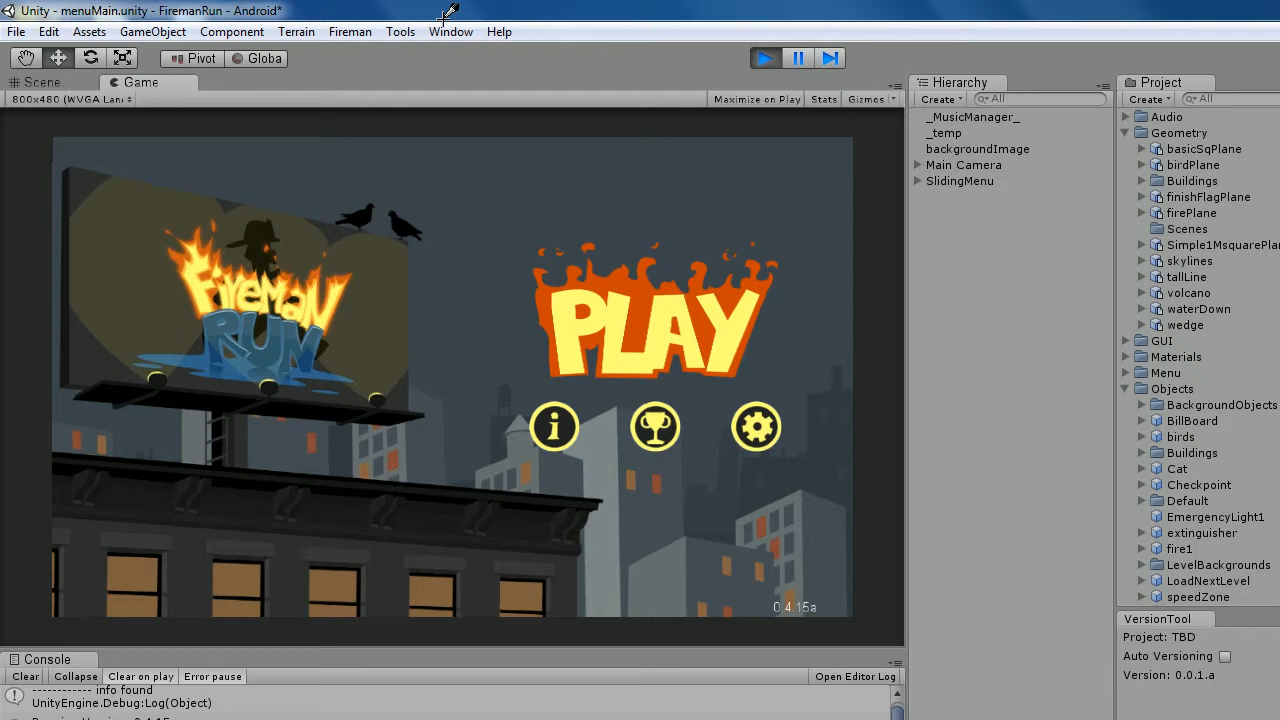 Unity - menuMain.unity - FiremanRun - Android*
File Edit Assets GameObject Component Terrain Fireman Tools Window Help
Pivot Globa
Scene Game
800x480 (WVGA Lan
Maximize on Play Stats Gizmos
FiREMAN
RUN
PLAY
i
0.4.15a
Console
Clear Collapse Clear on play Error pause Open Editor Log
------------ info found
UnityEngine.Debug:Log(Object)
Hierarchy
Create All
_MusicManager_
_temp
backgroundImage
Main Camera
SlidingMenu
Project
Create All
Audio
Geometry
basicSqPlane
birdPlane
Buildings
finishFlagPlane
firePlane
Scenes
Simple1MsquarePlan
skylines
tallLine
volcano
waterDown
wedge
GUI
Materials
Menu
Objects
BackgroundObjects
BillBoard
birds
Buildings
Cat
Checkpoint
Default
EmergencyLight1
extinguisher
fire1
LevelBackgrounds
LoadNextLevel
speedZone
VersionTool
Project: TBD
Auto Versioning
Version: 0.0.1.a